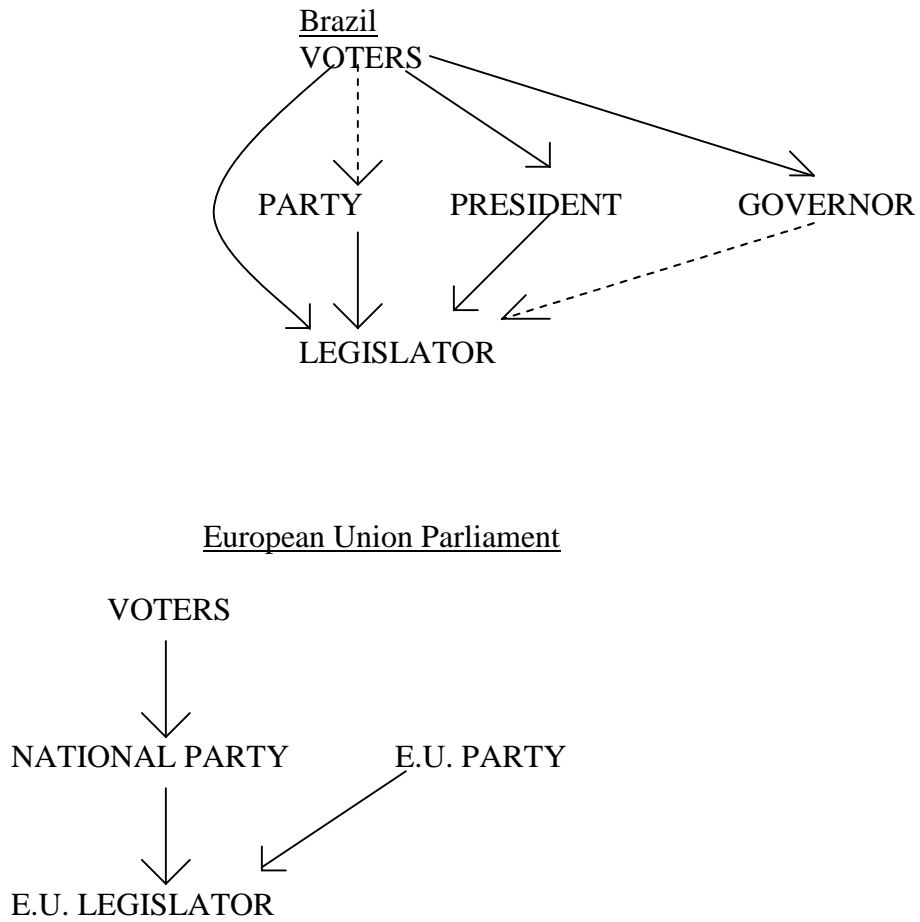 Brazil
VOTERS
PARTY PRESIDENT GOVERNOR
LEGISLATOR
European Union Parliament
VOTERS
NATIONAL PARTY E.U. PARTY
E.U. LEGISLATOR